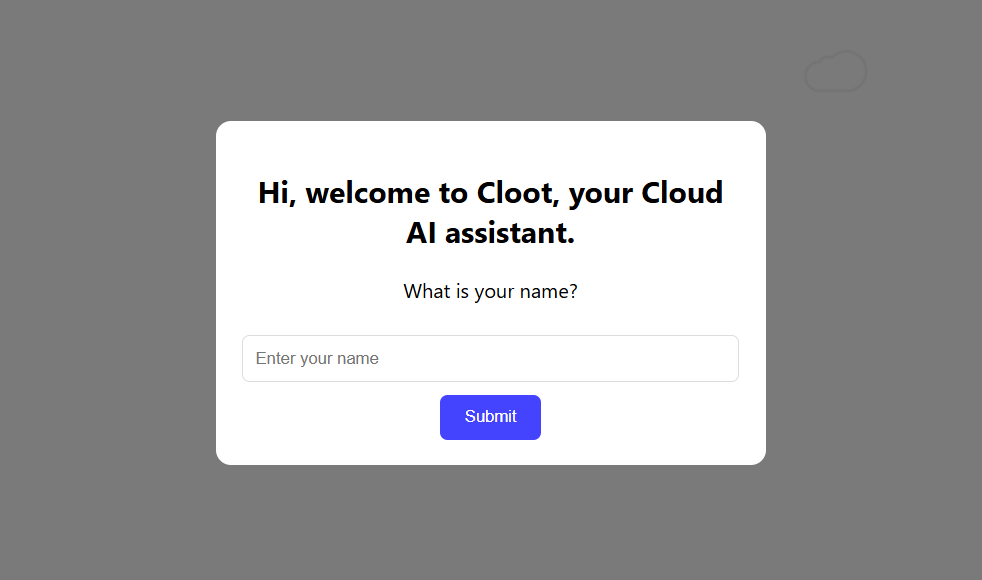 Hi, welcome to Cloot, your Cloud
AI assistant.
What is your name?
Enter your name
Submit